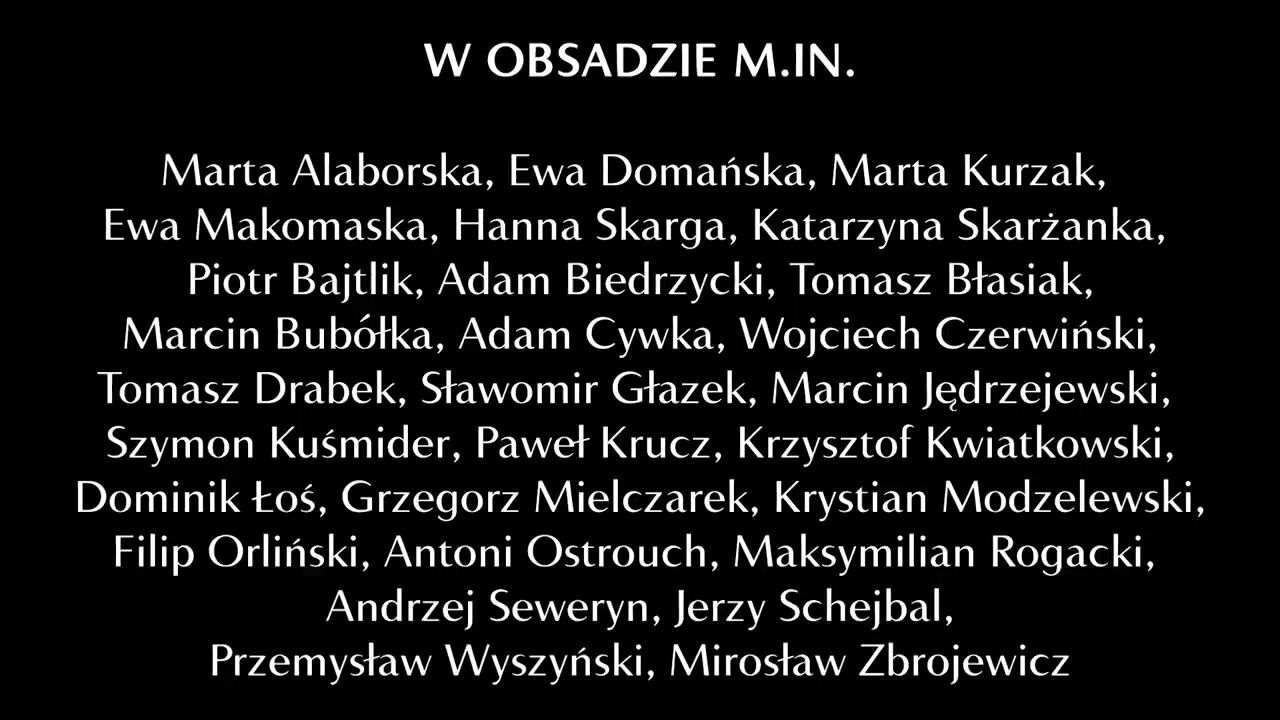 W OBSADZIE M.IN.
Marta Alaborska, Ewa Domańska, Marta Kurzak,
Ewa Makomaska, Hanna Skarga, Katarzyna Skarżanka,
Piotr Bajtlik, Adam Biedrzycki, Tomasz Błasiak,
Marcin Bubółka, Adam Cywka, Wojciech Czerwiński,
Tomasz Drabek, Sławomir Głazek, Marcin Jędrzejewski,
Szymon Kuśmider, Paweł Krucz, Krzysztof Kwiatkowski,
Dominik Łoś, Grzegorz Mielczarek, Krystian Modzelewski,
Filip Orliński, Antoni Ostrouch, Maksymilian Rogacki,
Andrzej Seweryn, Jerzy Schejbal,
Przemysław Wyszyński, Mirosław Zbrojewicz